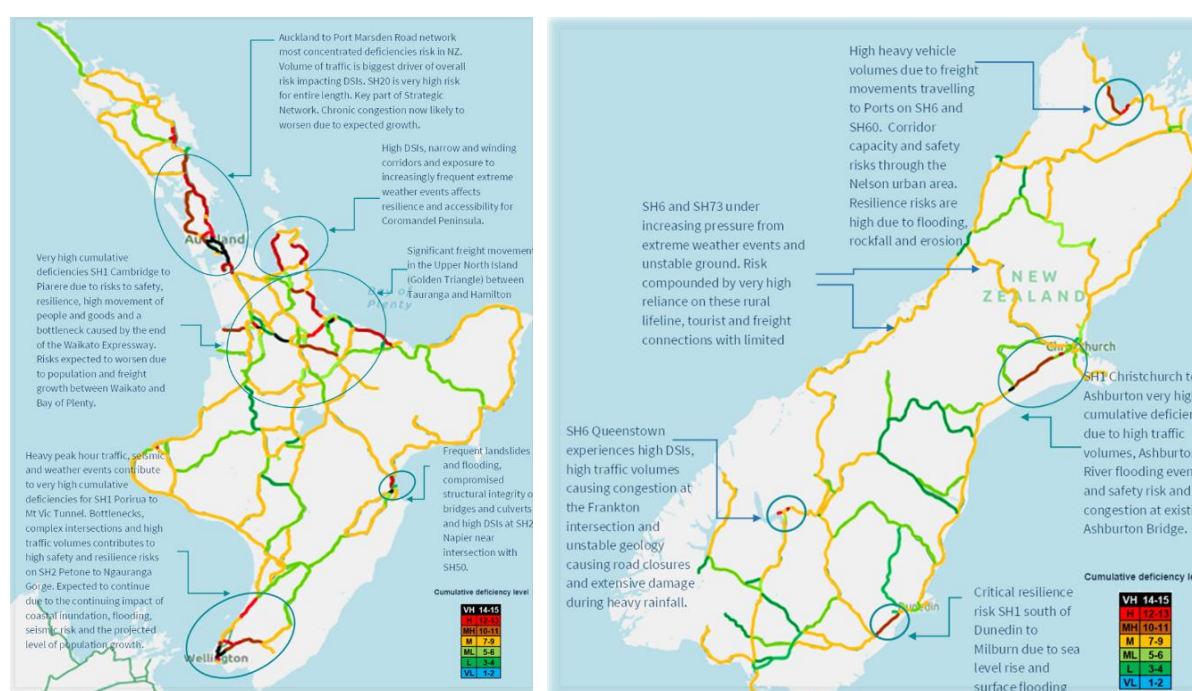 Auckland to Port Marsden Road network
most concentrated deficiencies risk in NZ.
Volume of traffic is biggest driver of overall
risk impacting DSIs. SH20 is very high risk
for entire length. Key part of Strategic
Network. Chronic congestion now likely to
worsen due to expected growth.
High DSIs, narrow and winding
corridors and exposure to
increasingly frequent extreme
weather events affects
resilience and accessibility for
Coromandel Peninsula.
Auckland
Significant freight movement
in the Upper North Island
(Golden Triangle) between
Tauranga and Hamilton
Bay of
Plenty
Very high cumulative
deficiencies SH1 Cambridge to
Piarere due to risks to safety,
resilience, high movement of
people and goods and a
bottleneck caused by the end
of the Waikato Expressway.
Risks expected to worsen due
to population and freight
growth between Waikato and
Bay of Plenty.
Heavy peak hour traffic, seismic
and weather events contribute
to very high cumulative
deficiencies for SH1 Porirua to
Mt Vic Tunnel. Bottlenecks,
complex intersections and high
traffic volumes contributes to
high safety and resilience risks
on SH2 Petone to Ngauranga
Gorge. Expected to continue
due to the continuing impact of
coastal inundation, flooding,
seismic risk and the projected
level of population growth.
Wellington
Frequent landslides
and flooding,
compromised
structural integrity o
bridges and culverts
and high DSIs at SH2
Napier near
intersection with
SH50.
Cumulative deficiency level
VH 14-15
H 12-13
MH 10-11
M 7-9
ML 5-6
L 3-4
VL 1-2
High heavy vehicle
volumes due to freight
movements travelling
to Ports on SH6 and
SH60. Corridor
capacity and safety
risks through the
Nelson urban area.
Resilience risks are
high due to flooding,
rockfall and erosion.
SH6 and SH73 under
increasing pressure from
extreme weather events and
unstable ground. Risk
compounded by very high
reliance on these rural
lifeline, tourist and freight
connections with limited
NEW
ZEALAND
Christchurch
SH1 Christchurch to
Ashburton very hig
cumulative deficien
due to high traffic
volumes, Ashburto
River flooding even
and safety risk and
congestion at exist
Ashburton Bridge.
SH6 Queenstown
experiences high DSIs,
high traffic volumes
causing congestion at
the Frankton
intersection and
unstable geology
causing road closures
and extensive damage
during heavy rainfall.
Dunedin
Critical resilience
risk SH1 south of
Dunedin to
Milburn due to sea
level rise and
surface flooding
Cumulative deficiency le
VH 14-15
H 12-13
MH 10-11
M 7-9
ML 5-6
L 3-4
VL 1-2